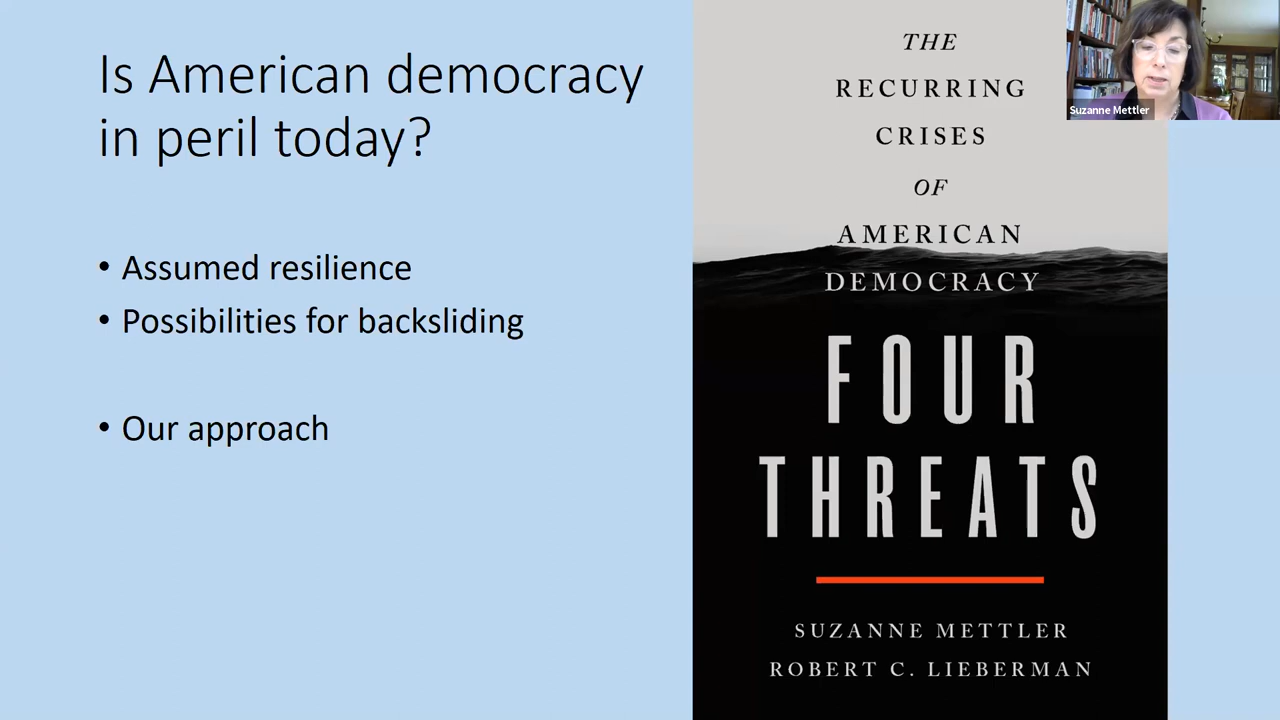 Is American democracy
in peril today?
• Assumed resilience
• Possibilities for backsliding
• Our approach
THE
RECURRING
CRISES
OF
AMERICAN
DEMOCRACY
FOUR
THREATS
SUZANNE METTLER
ROBERT C. LIEBERMAN
Suzanne Mettler